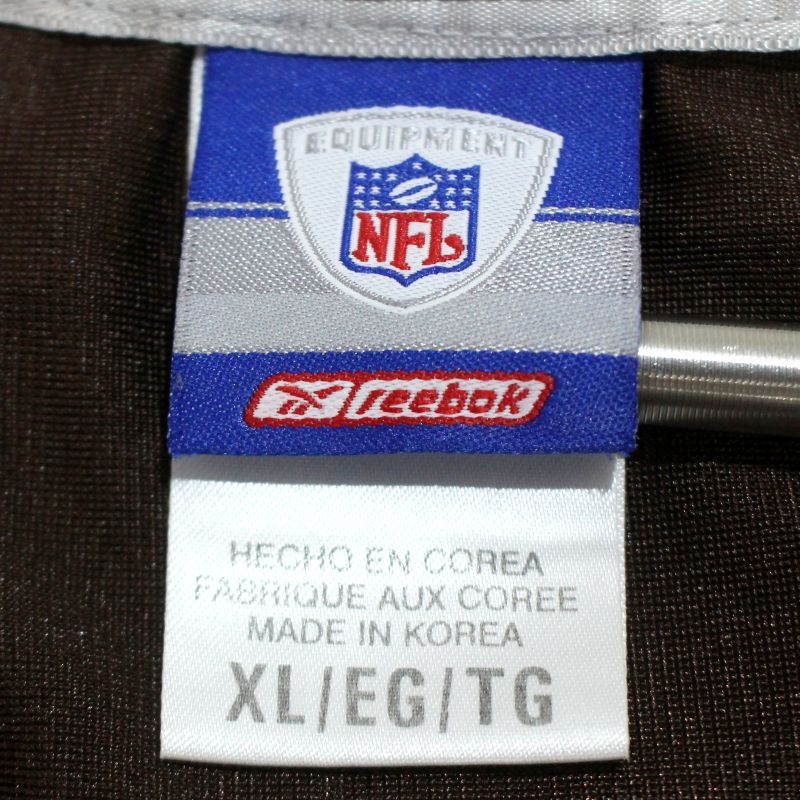 EQUIPMENT
NFL
reebok
HECHO EN COREA
FABRIQUE AUX COREE
MADE IN KOREA
XL/EG/TG